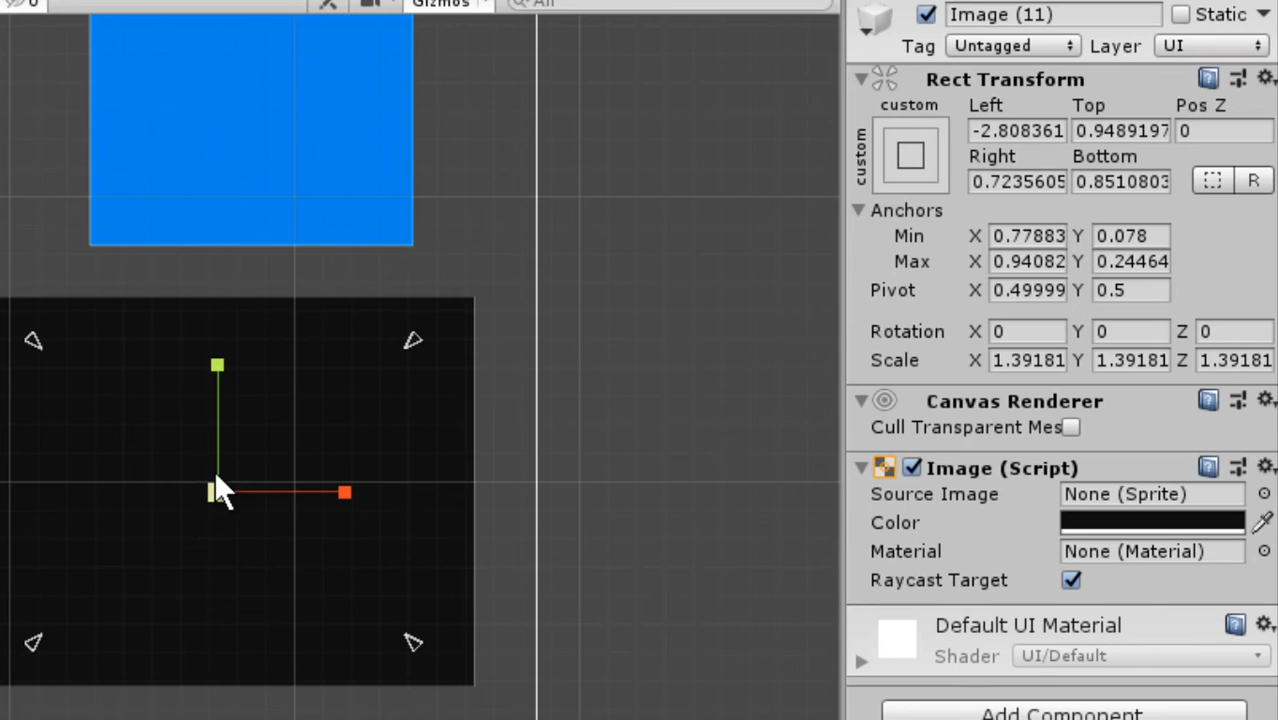 0
Gizmos
All
Image (11)
Static
Tag Untagged Layer UI
Rect Transform
custom
custom
Left Top Pos Z
-2.808361 0.9489197 0
Right Bottom
0.7235605 0.8510803
R
Anchors
Min X 0.77883 Y 0.078
Max X 0.94082 Y 0.24464
Pivot X 0.49999 Y 0.5
Rotation X 0 Y 0 Z 0
Scale X 1.39181 Y 1.39181 Z 1.39181
Canvas Renderer
Cull Transparent Mes
Image (Script)
Source Image None (Sprite)
Color
Material None (Material)
Raycast Target
Default UI Material
Shader UI/Default
Add Component